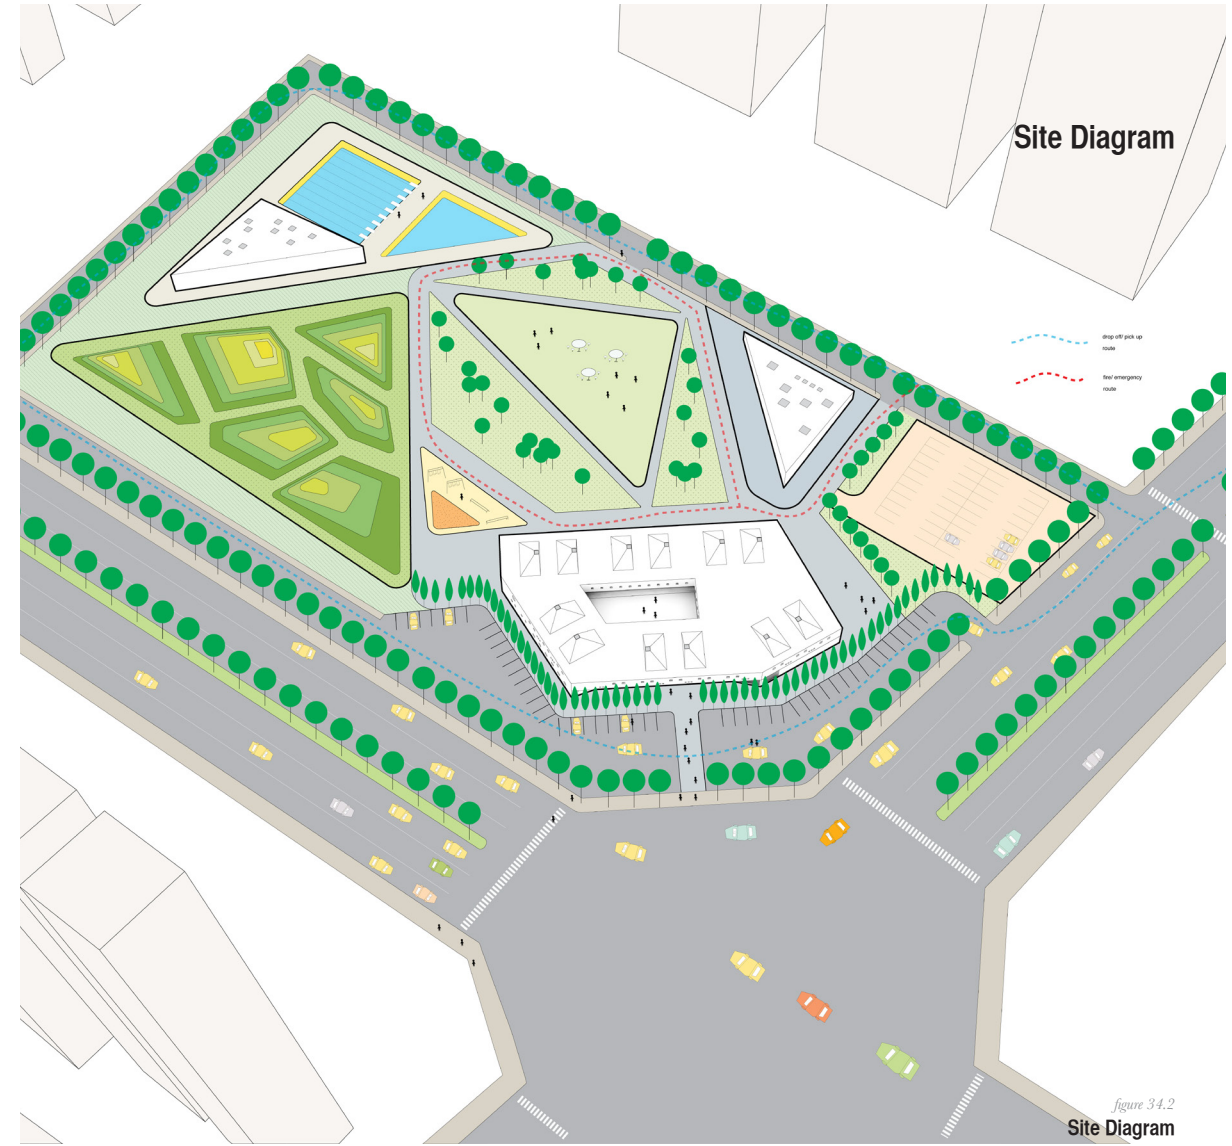 Site Diagram
drop off/ pick up
route
fire/ emergency
route
figure 34.2
Site Diagram